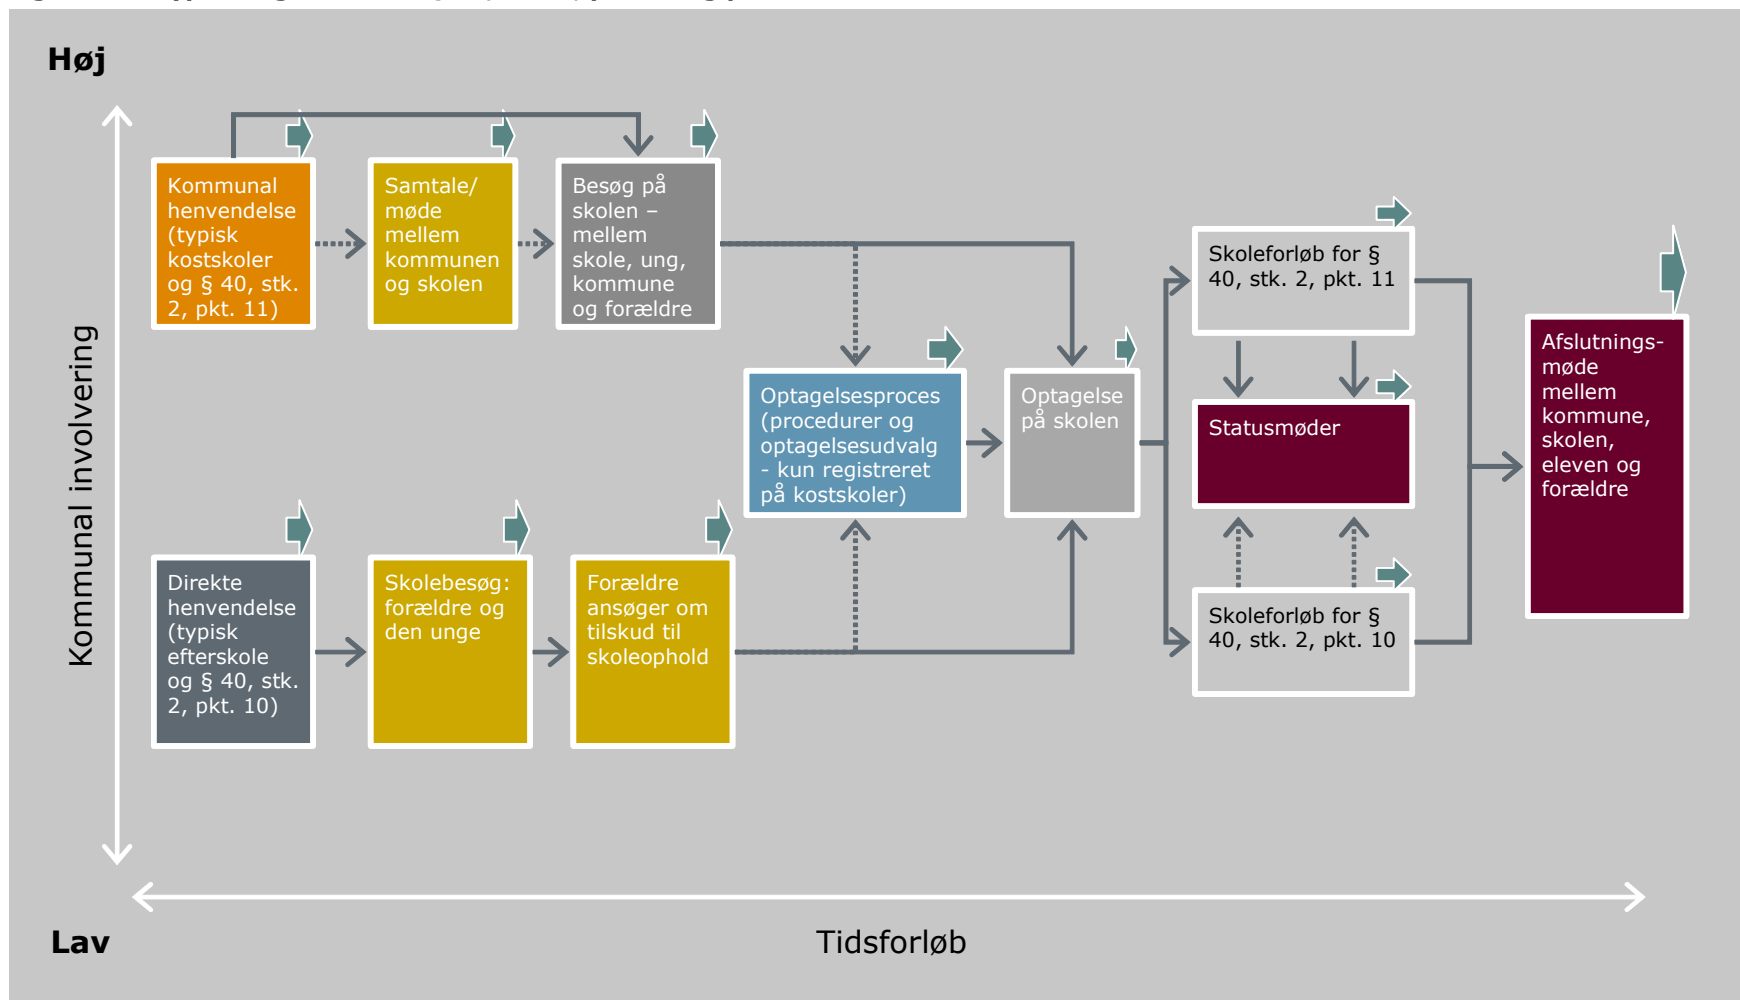 Høj
Kommunal involvering
Kommunal
henvendelse
(typisk
kostskoler
og § 40, stk.
2, pkt. 11)
Samtale/
møde
mellem
kommunen
og skolen
Besøg på
skolen –
mellem
skole, ung,
kommune
og forældre
Optagelsesproces
(procedurer og
optagelsesudvalg
- kun registreret
på kostskoler)
Optagelse
på skolen
Skoleforløb for §
40, stk. 2, pkt. 11
Statusmøder
Skoleforløb for §
40, stk. 2, pkt. 10
Afslutnings-
møde
mellem
kommune,
skolen,
eleven og
forældre
Direkte
henvendelse
(typisk
efterskole
og § 40, stk.
2, pkt. 10)
Skolebesøg:
forældre og
den unge
Forældre
ansøger om
tilskud til
skoleophold
Lav
Tidsforløb